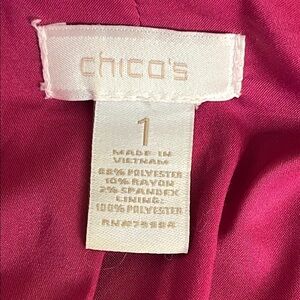 chico's
1
MADE IN
VIETNAM
88% POLYESTER
10% RAYON
2% SPANDEX
LINING:
100% POLYESTER